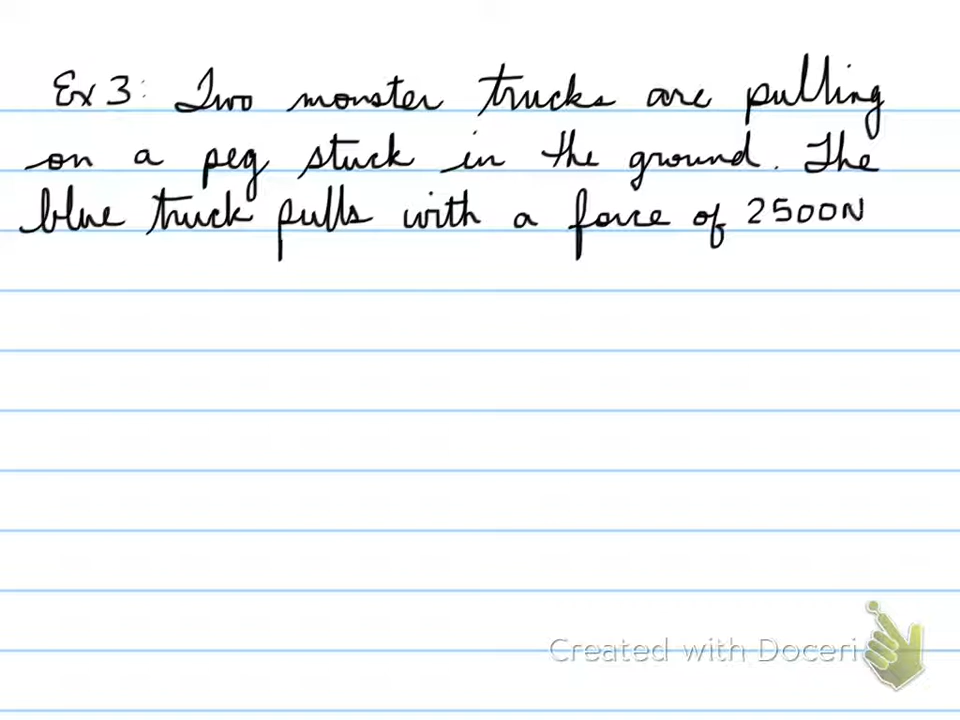 Ex 3: Two monster trucks are pulling
on a peg stuck in the ground. The
blue truck pulls with a force of 2500N
Created with Doceri